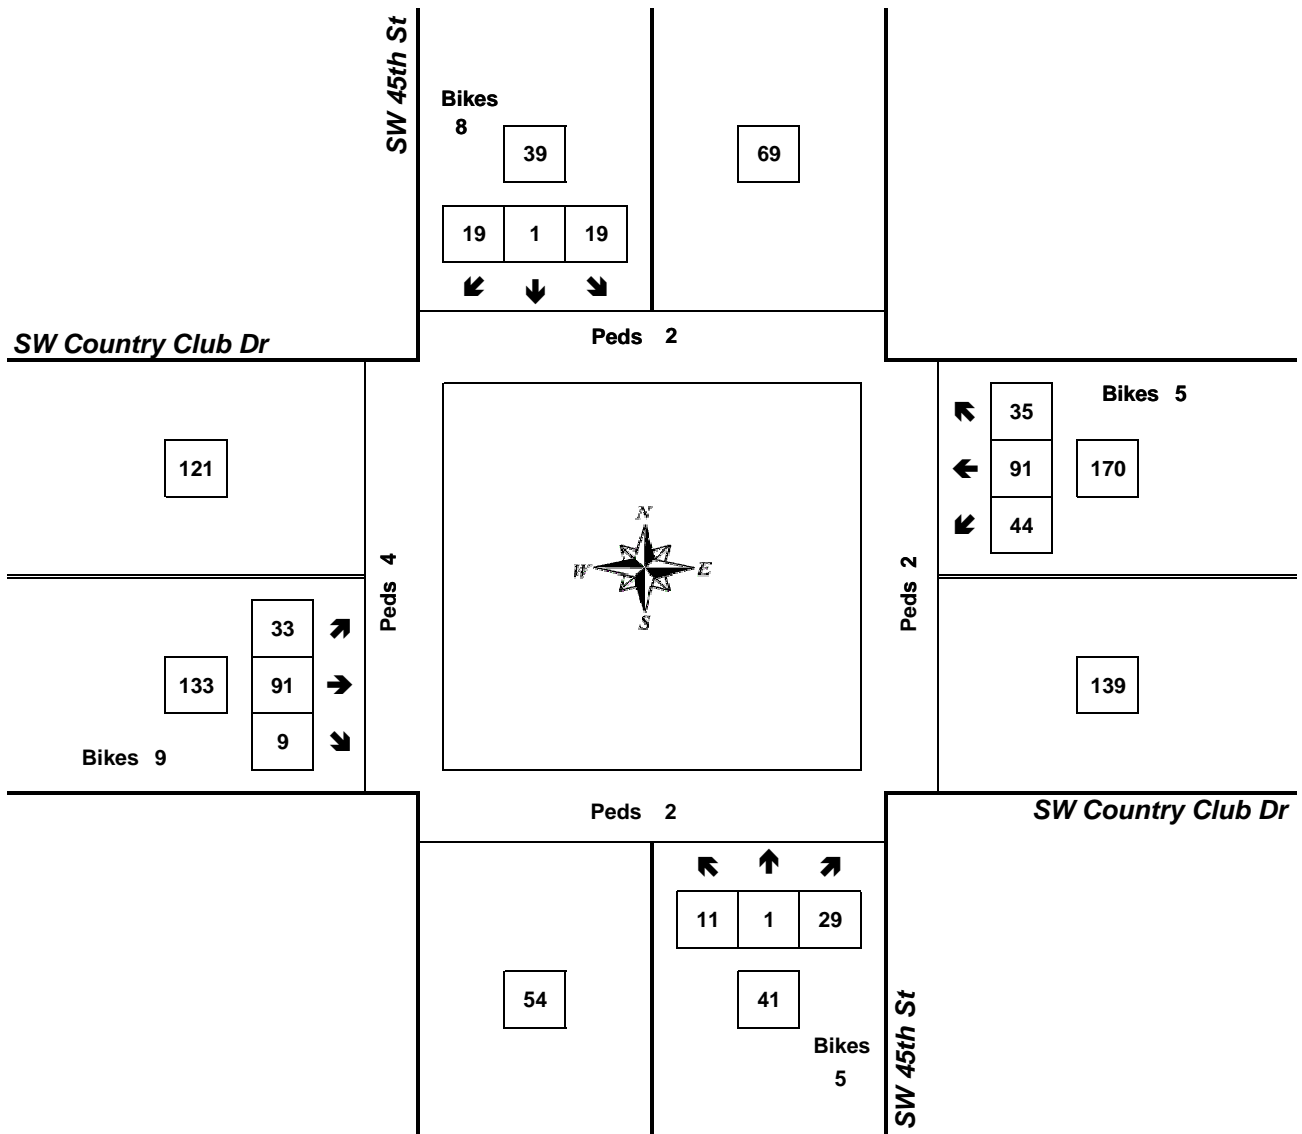 SW 45th St
Bikes
8
39
69
19 1 19
Peds 2
SW Country Club Dr
Bikes 5
35
121
91 170
44
N
W E
S
Peds 4
Peds 2
33
133 91
139
9
Bikes 9
Peds 2
SW Country Club Dr
11 1 29
54
41
SW 45th St
Bikes
5